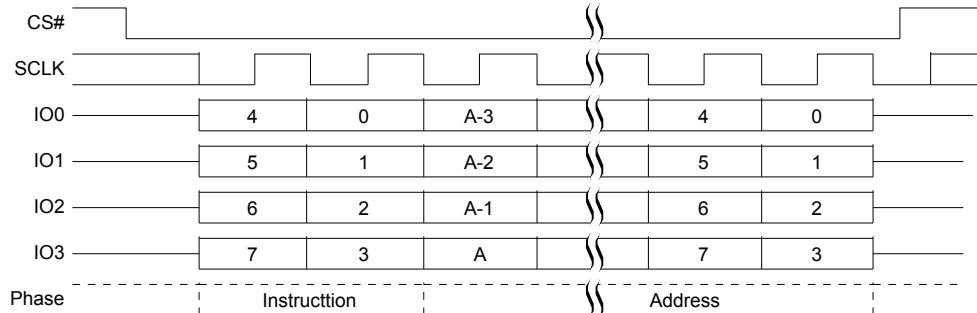 CS#
SCLK
IO0 4 0 A-3 4 0
IO1 5 1 A-2 5 1
IO2 6 2 A-1 6 2
IO3 7 3 A 7 3
Phase Instructtion Address